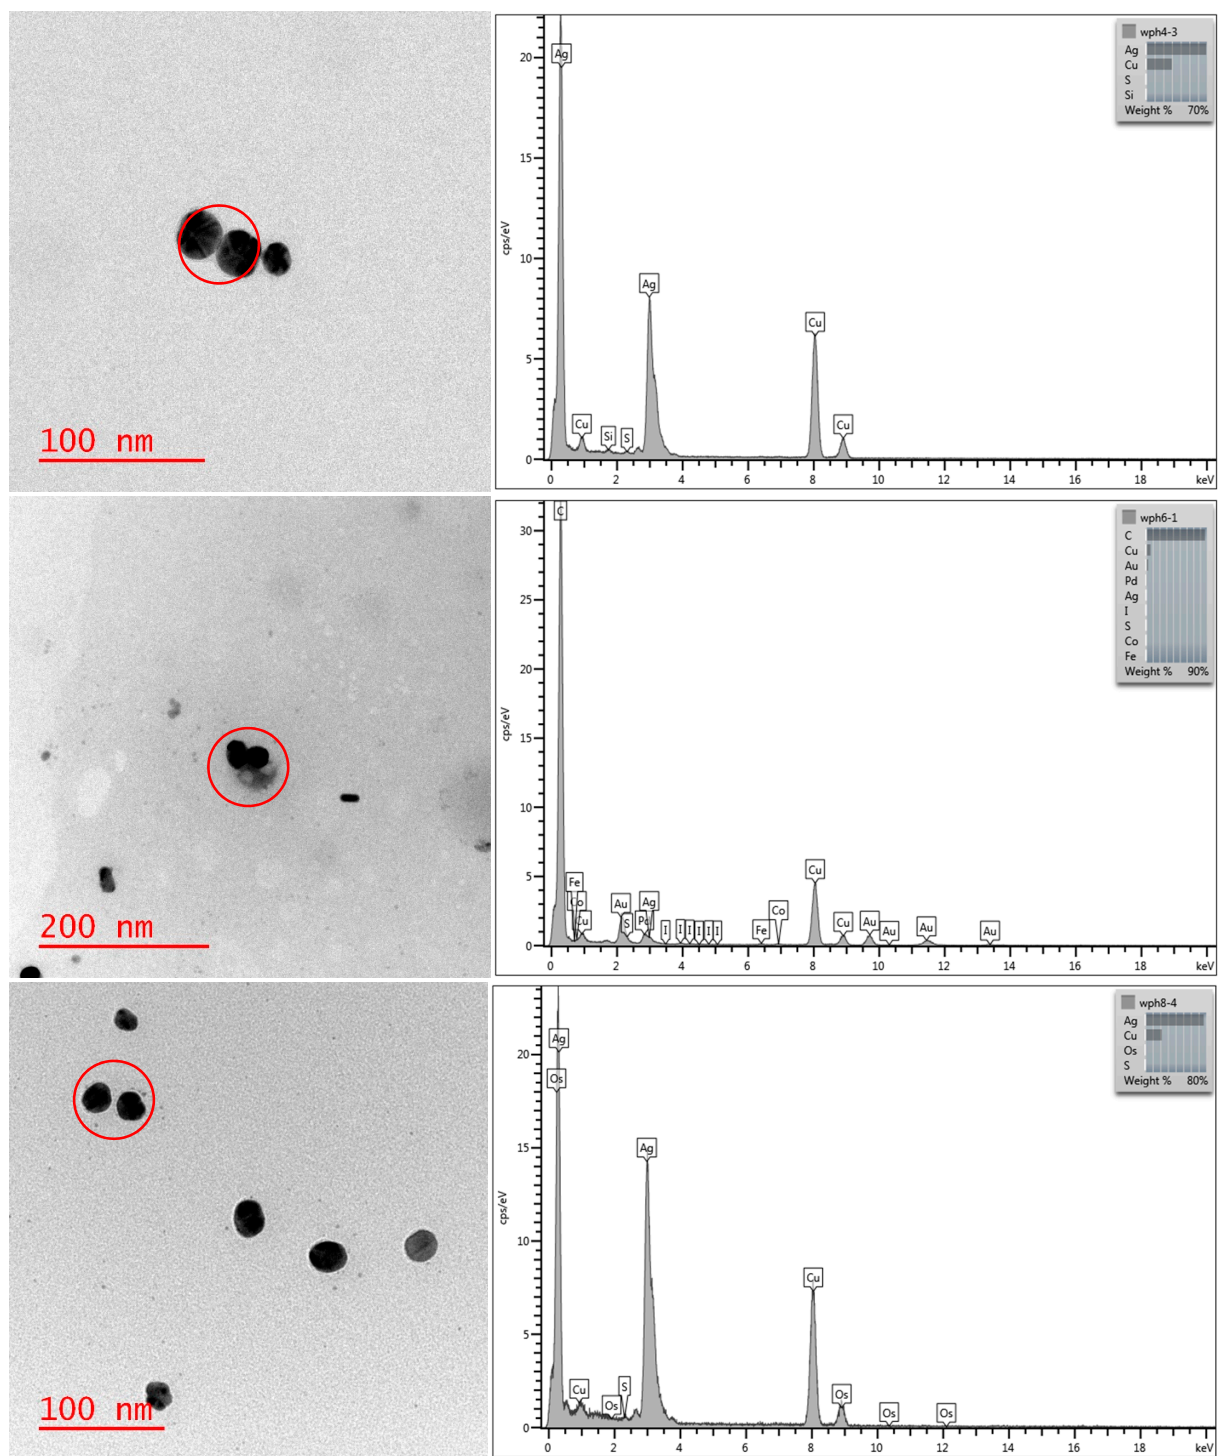 100 nm
cps/eV
20
15
10
5
0
Ag
Cu
Si
S
Ag
Cu
Cu
0 2 4 6 8 10 12 14 16 18 keV
wph4-3
Ag
Cu
S
Si
Weight % 70%
200 nm
cps/eV
30
25
20
15
10
5
0
C
Fe
Co
Cu
Au
S
Pd
Ag
I
I
I
I
I
I
Fe
Co
Cu
Cu
Au
Au
Au
Au
0 2 4 6 8 10 12 14 16 18 keV
wph6-1
C
Cu
Au
Pd
Ag
I
S
Co
Fe
Weight % 90%
100 nm
cps/eV
20
15
10
5
0
Ag
Os
Cu
Os
S
Ag
Cu
Os
Os
Os
0 2 4 6 8 10 12 14 16 18 keV
wph8-4
Ag
Cu
Os
S
Weight % 80%